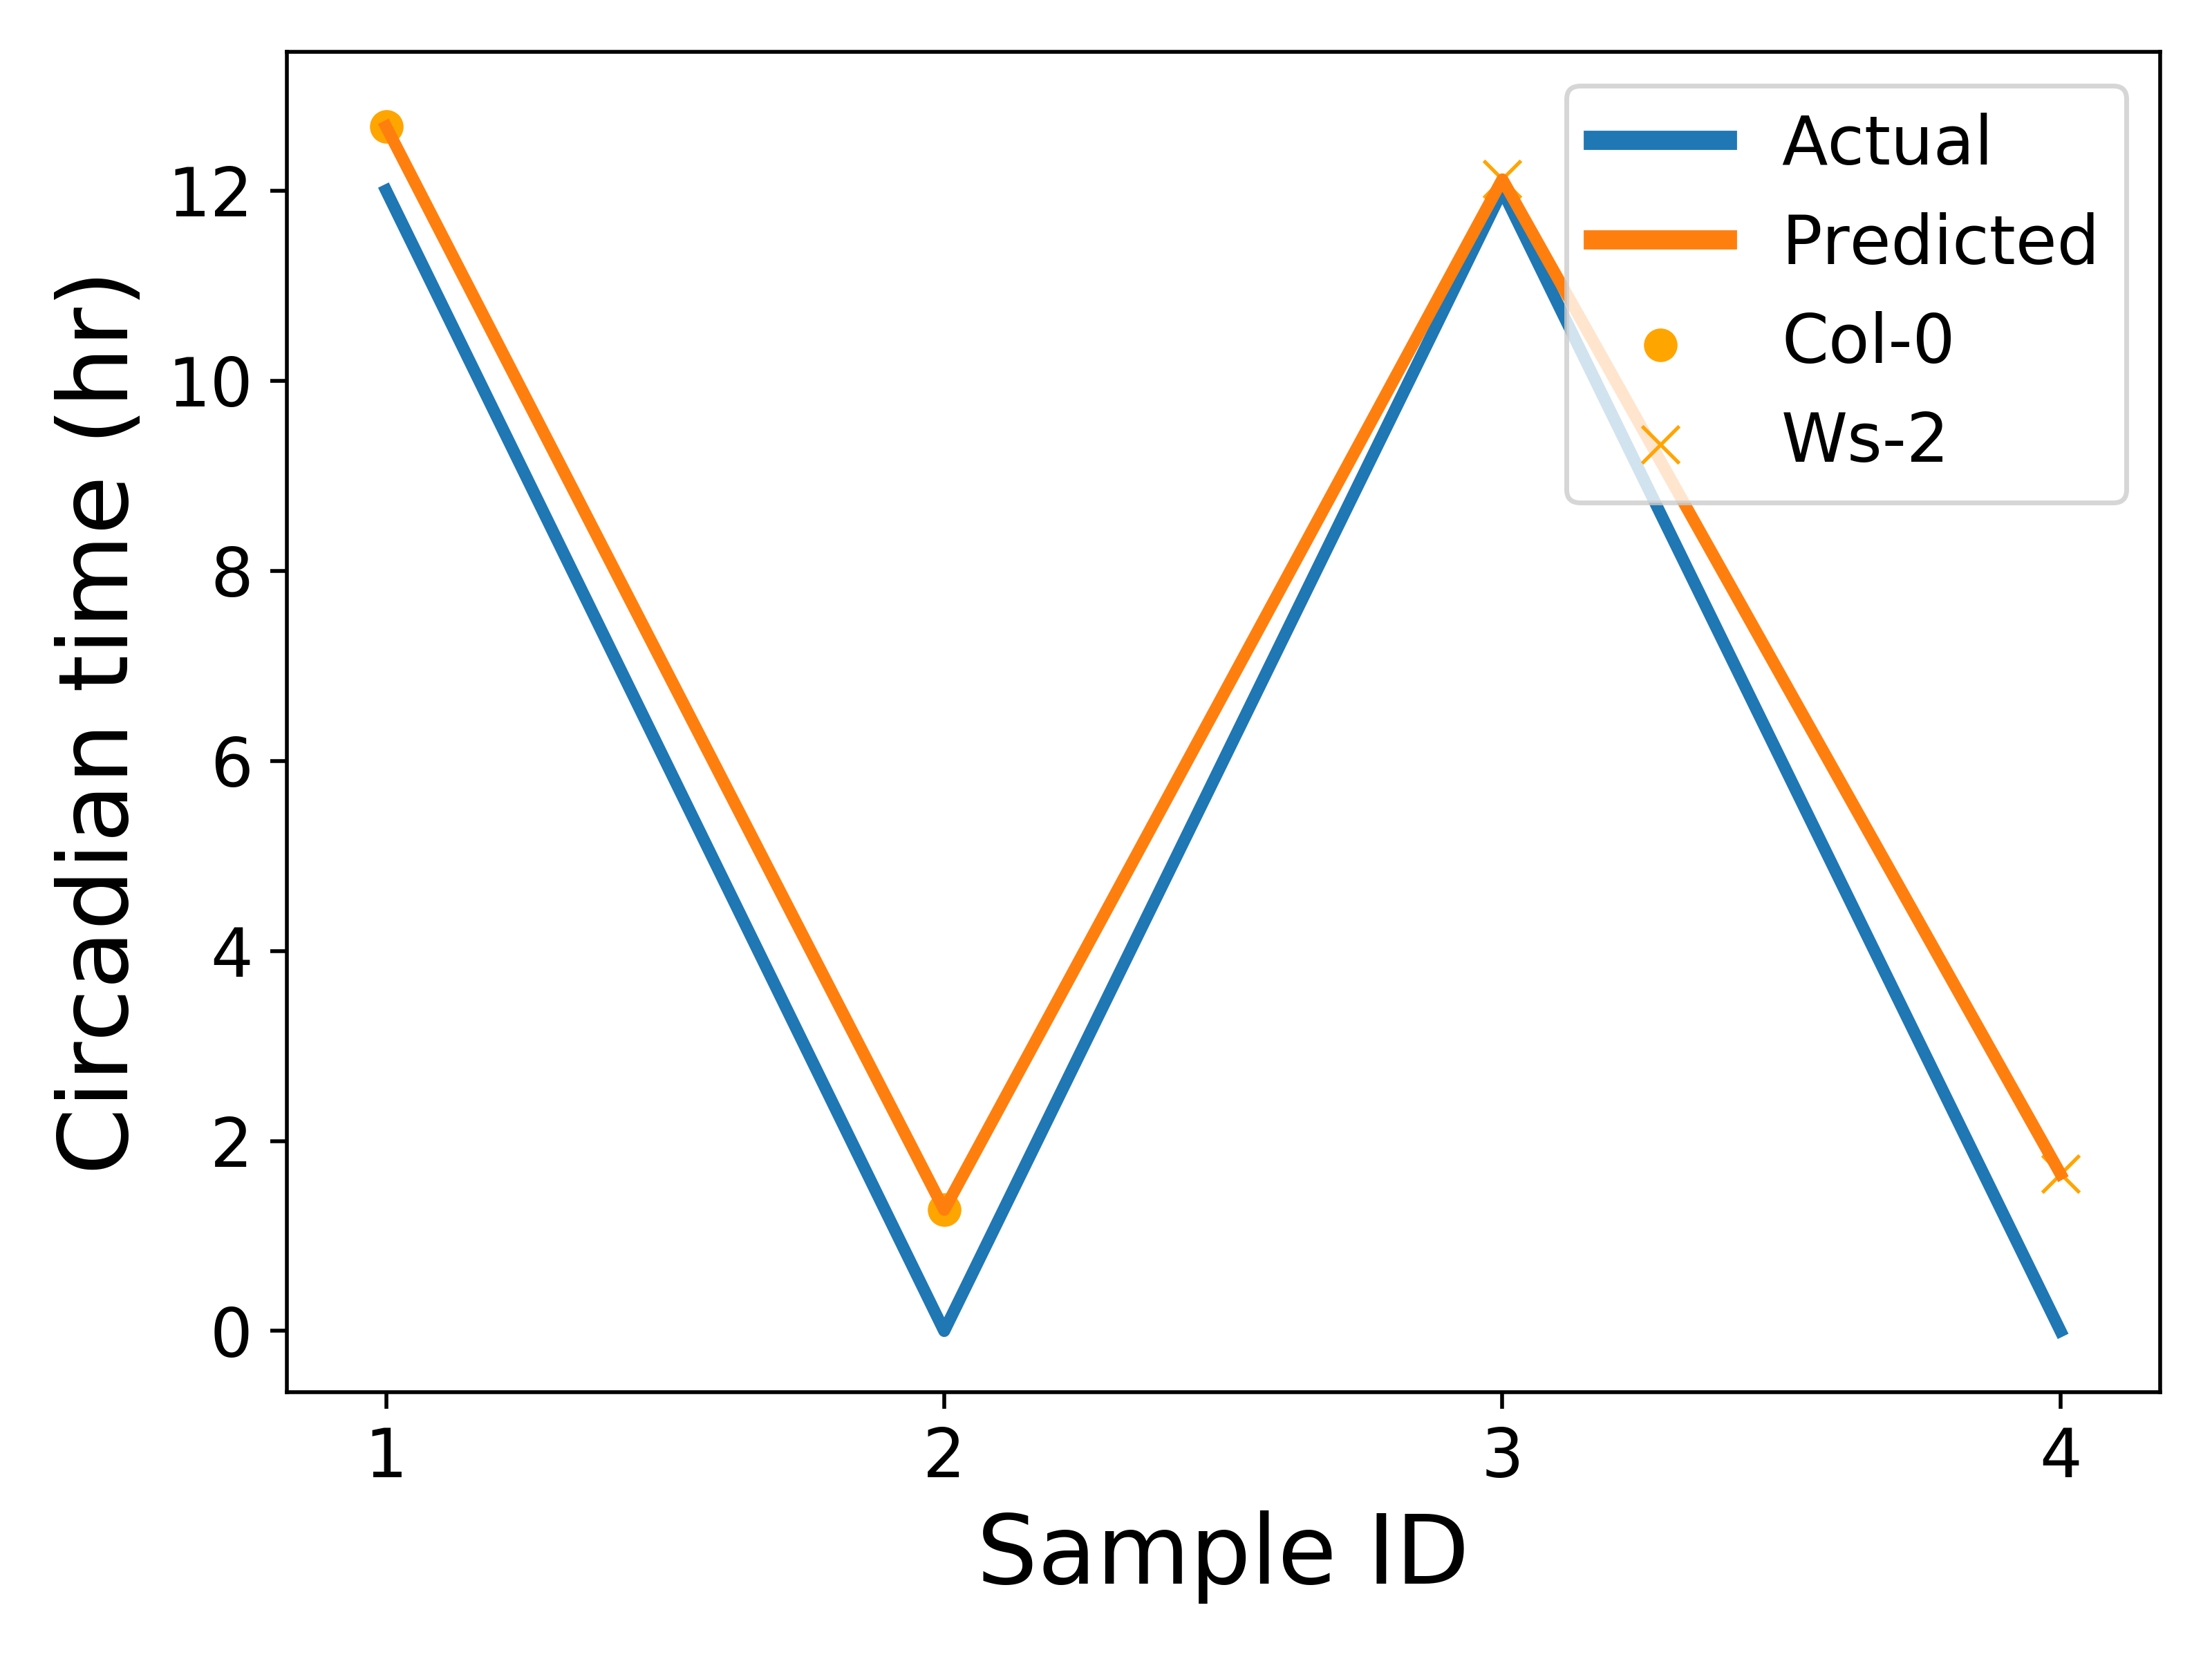 Actual
Predicted
Col-0
Ws-2
Circadian time (hr)
12
10
8
6
4
2
0
1 2 3 4
Sample ID